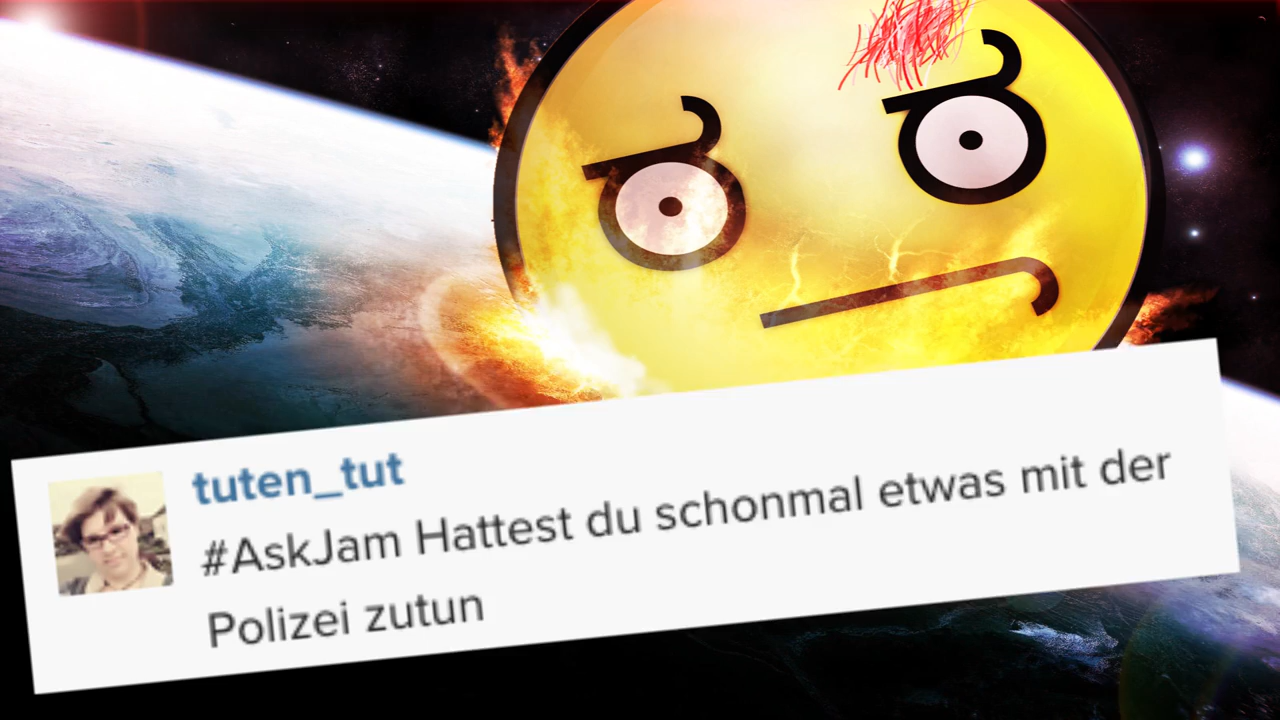 tuten_tut
#AskJam Hattest du schonmal etwas mit der
Polizei zutun